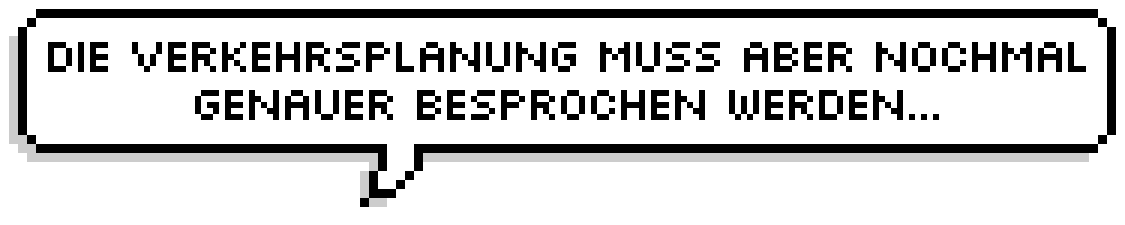 DIE VERKEHRSPLANUNG MUSS ABER NOCHMAL
GENAUER BESPROCHEN WERDEN...